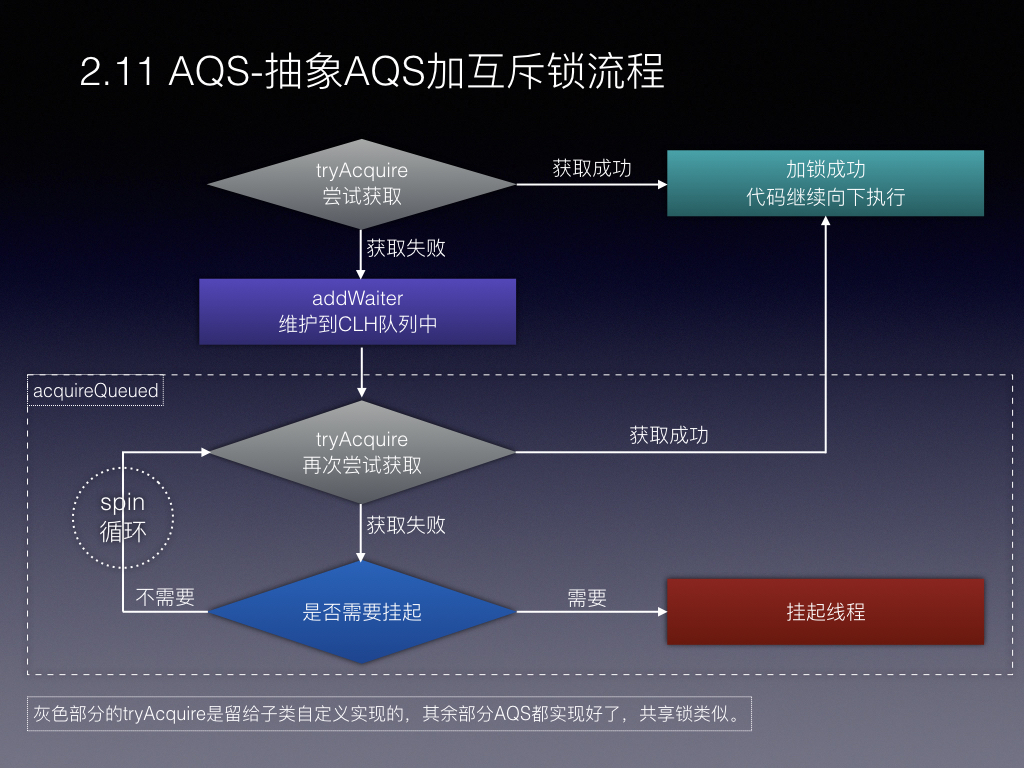 2.11 AQS-抽象AQS加互斥锁流程
tryAcquire
尝试获取
获取成功
加锁成功
代码继续向下执行
获取失败
addWaiter
维护到CLH队列中
acquireQueued
tryAcquire
再次尝试获取
获取成功
spin
循环
获取失败
不需要
是否需要挂起
需要
挂起线程
灰色部分的tryAcquire是留给子类自定义实现的，其余部分AQS都实现好了，共享锁类似。